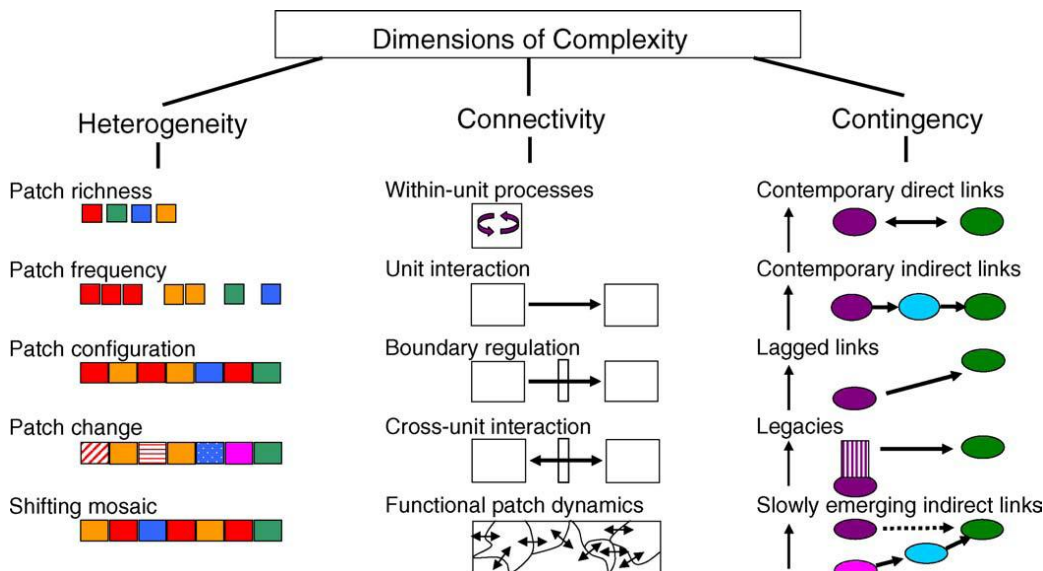 Dimensions of Complexity
Heterogeneity
Connectivity
Contingency
Patch richness
Patch frequency
Patch configuration
Patch change
Shifting mosaic
Within-unit processes
Unit interaction
Boundary regulation
Cross-unit interaction
Functional patch dynamics
Contemporary direct links
Contemporary indirect links
Lagged links
Legacies
Slowly emerging indirect links